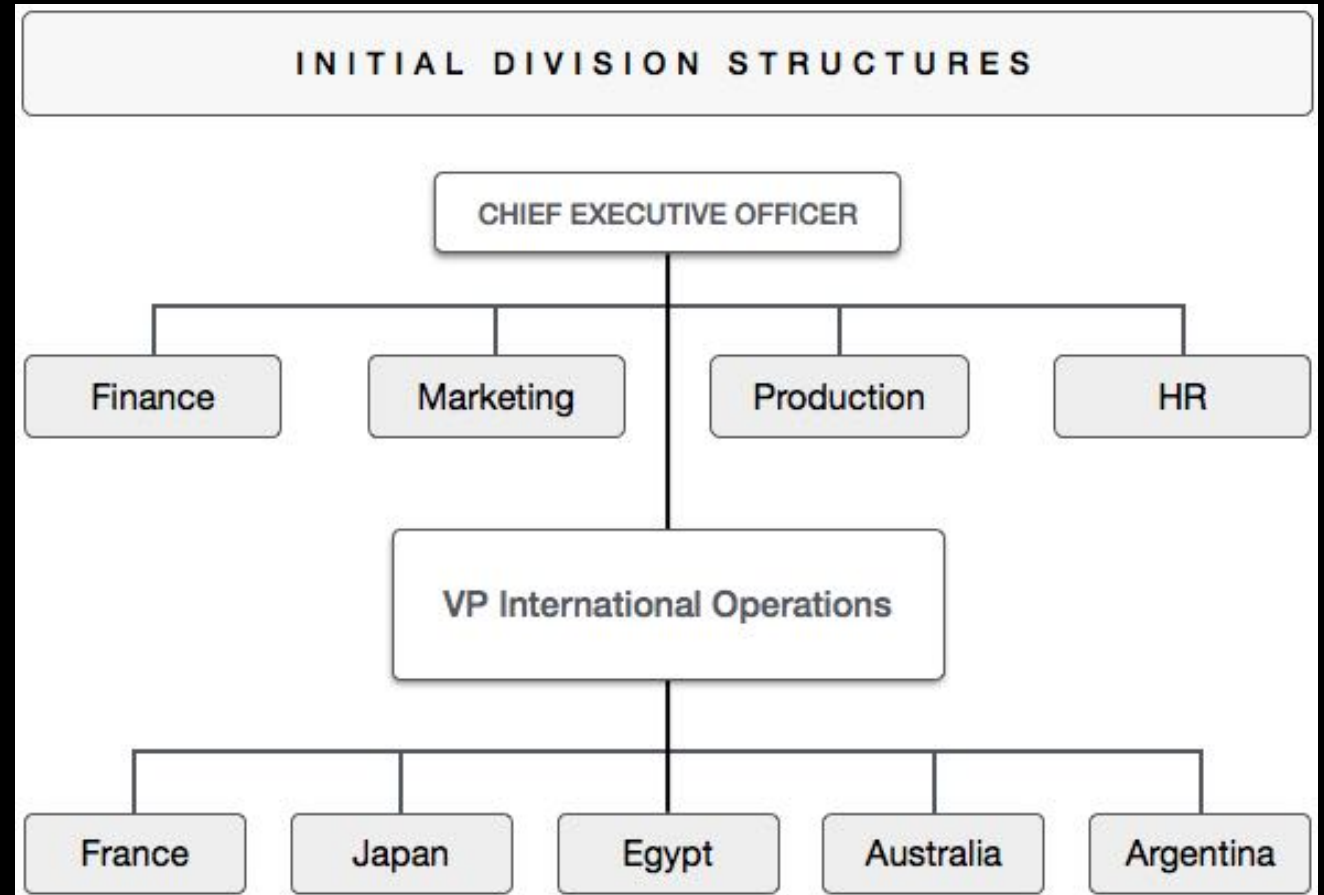 INITIAL DIVISION STRUCTURES
CHIEF EXECUTIVE OFFICER
Finance
Marketing
Production
HR
VP International Operations
France
Japan
Egypt
Australia
Argentina